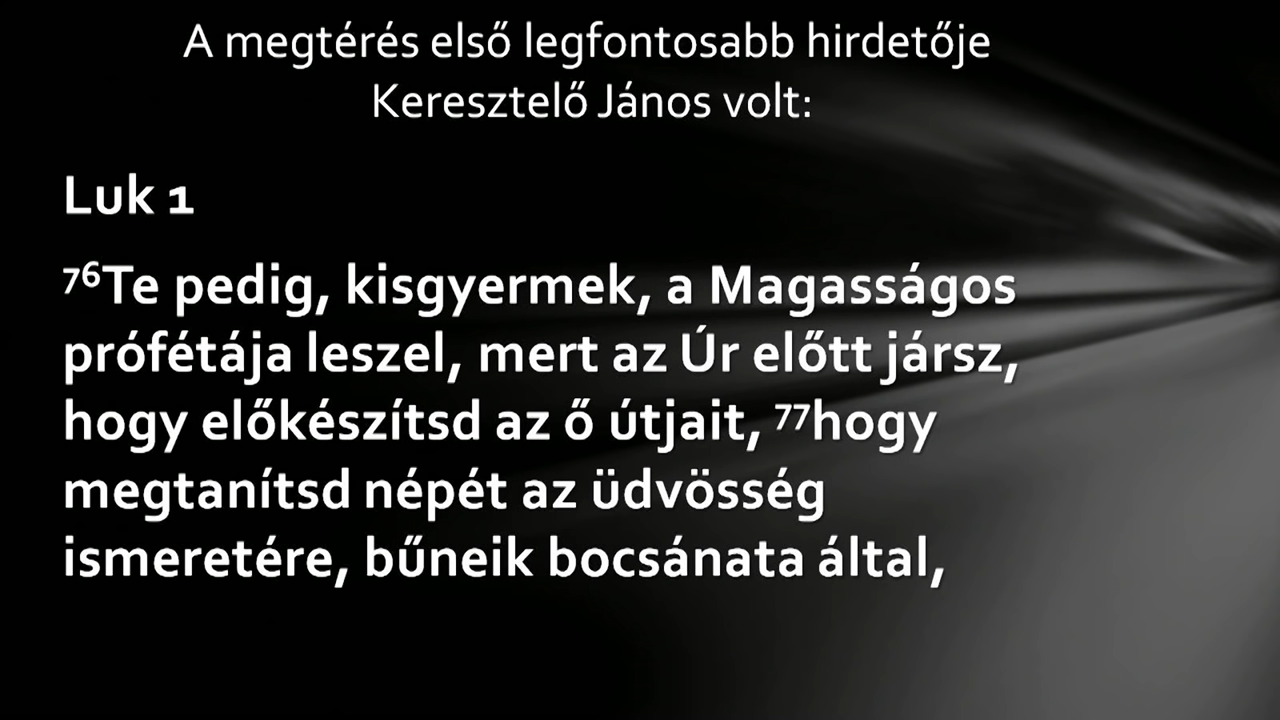 A megtérés első legfontosabb hirdetője
Keresztelő János volt:
Luk 1
⁷⁶Te pedig, kisgyermek, a Magasságos
prófétája leszel, mert az Úr előtt jársz,
hogy előkészítsd az ő útjait, ⁷⁷hogy
megtanítsd népét az üdvösség
ismeretére, bűneik bocsánata által,